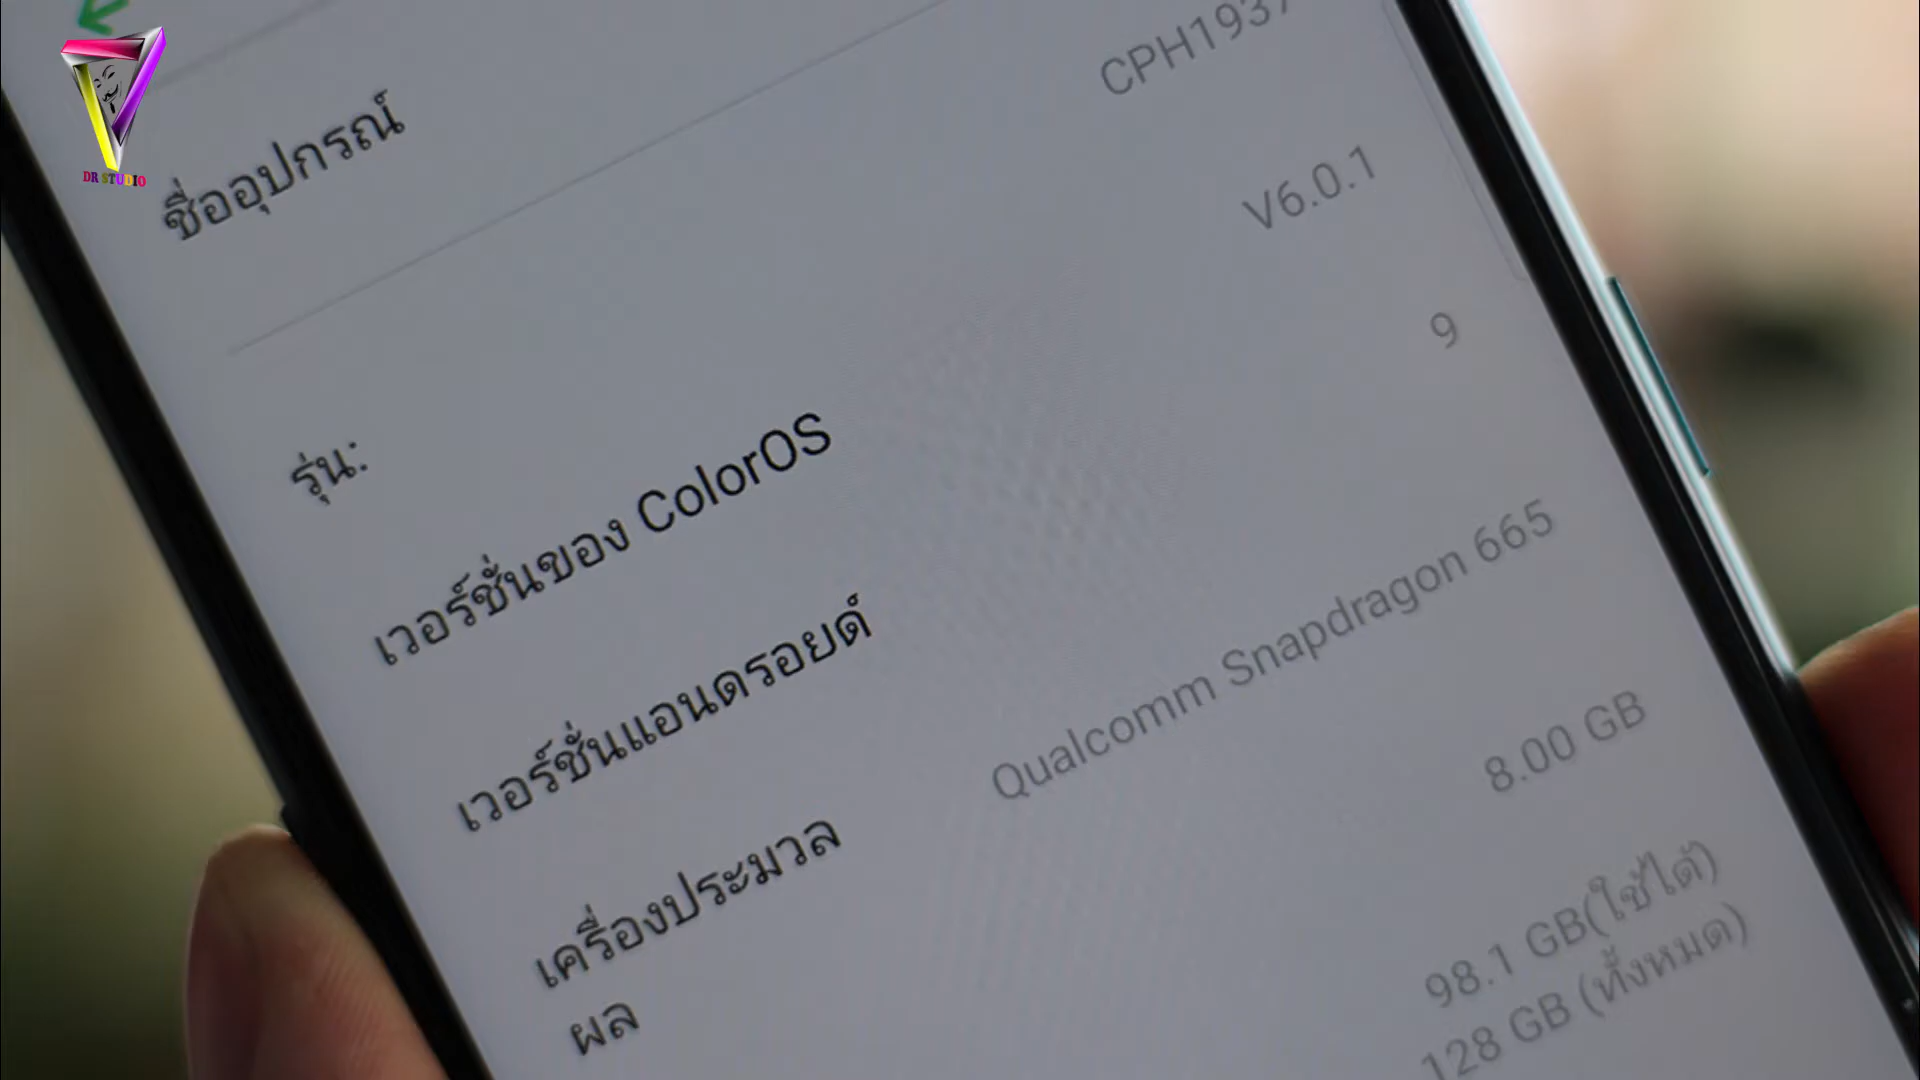 DR STUDIO
ชื่ออุปกรณ์
รุ่น: CPH1937
เวอร์ชั่นของ ColorOS V6.0.1
เวอร์ชั่นแอนดรอยด์ 9
เครื่องประมวล Qualcomm Snapdragon 665
ผล
8.00 GB
98.1 GB(ใช้ได้)
128 GB (ทั้งหมด)